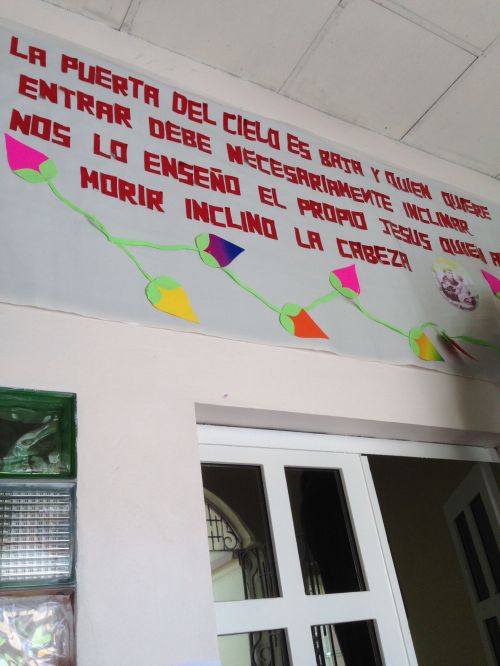 LA PUERTA DEL CIELO ES BAJA Y QUIEN QUIERE
ENTRAR DEBE NECESARIAMENTE INCLINAR
NOS LO ENSEÑO EL PROPIO JESUS QUIEN A
MORIR INCLINO LA CABEZA